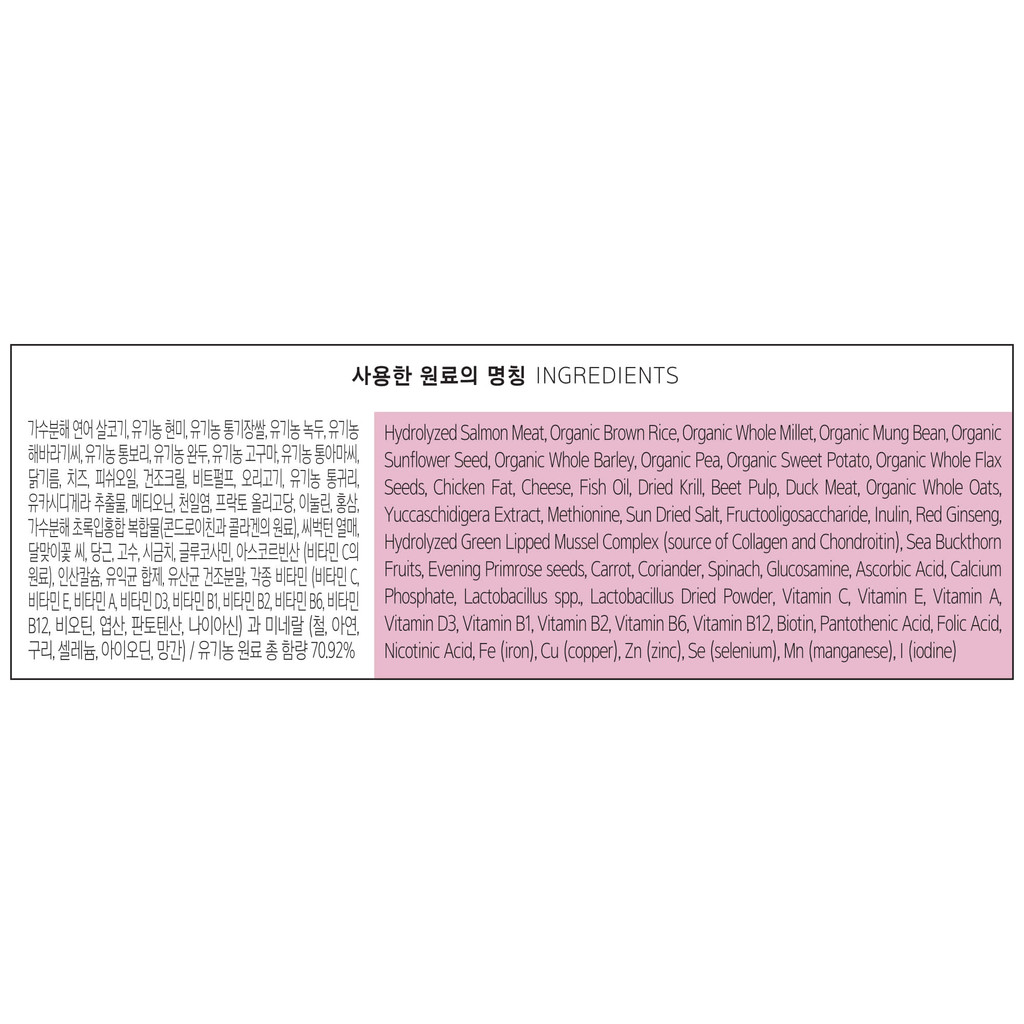 사용한 원료의 명칭 INGREDIENTS
가수분해 연어 살코기, 유기농 현미, 유기농 통기장쌀, 유기농 녹두, 유기농
해바라기씨, 유기농 통보리, 유기농 완두, 유기농 고구마, 유기농 통아마씨,
닭기름, 치즈, 피쉬오일, 건조크릴, 비트펄프, 오리고기, 유기농 통귀리,
유카시디게라 추출물, 메티오닌, 천일염, 프락토 올리고당, 이눌린, 홍삼,
가수분해 초록입홍합 복합물(콘드로이친과 콜라겐의 원료), 씨벅턴 열매,
달맞이꽃 씨, 당근, 고수, 시금치, 글루코사민, 아스코르빈산 (비타민 C의
원료), 인산칼슘, 유익균 합제, 유산균 건조분말, 각종 비타민 (비타민 C,
비타민 E, 비타민 A, 비타민 D3, 비타민 B1, 비타민 B2, 비타민 B6, 비타민
B12, 비오틴, 엽산, 판토텐산, 나이아신) 과 미네랄 (철, 아연,
구리, 셀레늄, 아이오딘, 망간) / 유기농 원료 총 함량 70.92%
Hydrolyzed Salmon Meat, Organic Brown Rice, Organic Whole Millet, Organic Mung Bean, Organic
Sunflower Seed, Organic Whole Barley, Organic Pea, Organic Sweet Potato, Organic Whole Flax
Seeds, Chicken Fat, Cheese, Fish Oil, Dried Krill, Beet Pulp, Duck Meat, Organic Whole Oats,
Yuccaschidigera Extract, Methionine, Sun Dried Salt, Fructooligosaccharide, Inulin, Red Ginseng,
Hydrolyzed Green Lipped Mussel Complex (source of Collagen and Chondroitin), Sea Buckthorn
Fruits, Evening Primrose seeds, Carrot, Coriander, Spinach, Glucosamine, Ascorbic Acid, Calcium
Phosphate, Lactobacillus spp., Lactobacillus Dried Powder, Vitamin C, Vitamin E, Vitamin A,
Vitamin D3, Vitamin B1, Vitamin B2, Vitamin B6, Vitamin B12, Biotin, Pantothenic Acid, Folic Acid,
Nicotinic Acid, Fe (iron), Cu (copper), Zn (zinc), Se (selenium), Mn (manganese), I (iodine)